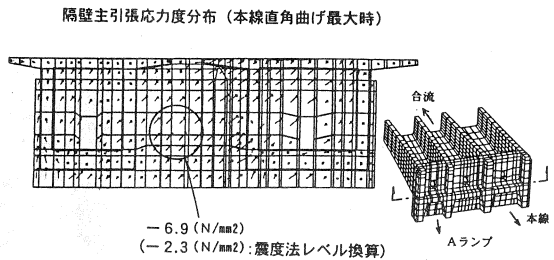 隔壁主引張応力度分布（本線直角曲げ最大時）
合流
本線
Aランプ
－6.9（N/㎜2）
（－2.3（N/㎜2）:震度法レベル換算）